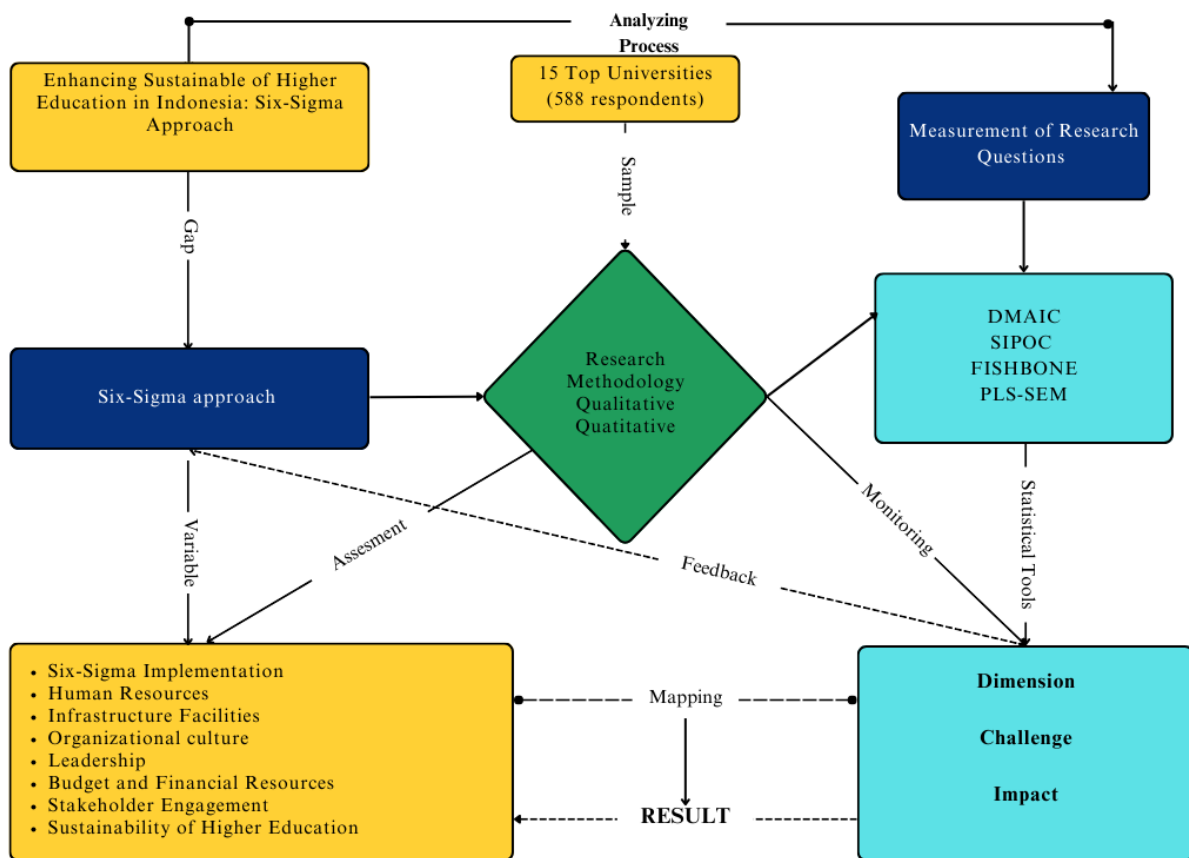 Analyzing
Process
Enhancing Sustainable of Higher
Education in Indonesia: Six-Sigma
Approach
15 Top Universities
(588 respondents)
Measurement of Research
Questions
Gap
Sample
DMAIC
SIPOC
FISHBONE
PLS-SEM
Six-Sigma approach
Research
Methodology
Qualitative
Quatitative
Variable
Assesment
Feedback
Monitoring
Statistical Tools
• Six-Sigma Implementation
• Human Resources
• Infrastructure Facilities
• Organizational culture
• Leadership
• Budget and Financial Resources
• Stakeholder Engagement
• Sustainability of Higher Education
Mapping
RESULT
Dimension
Challenge
Impact